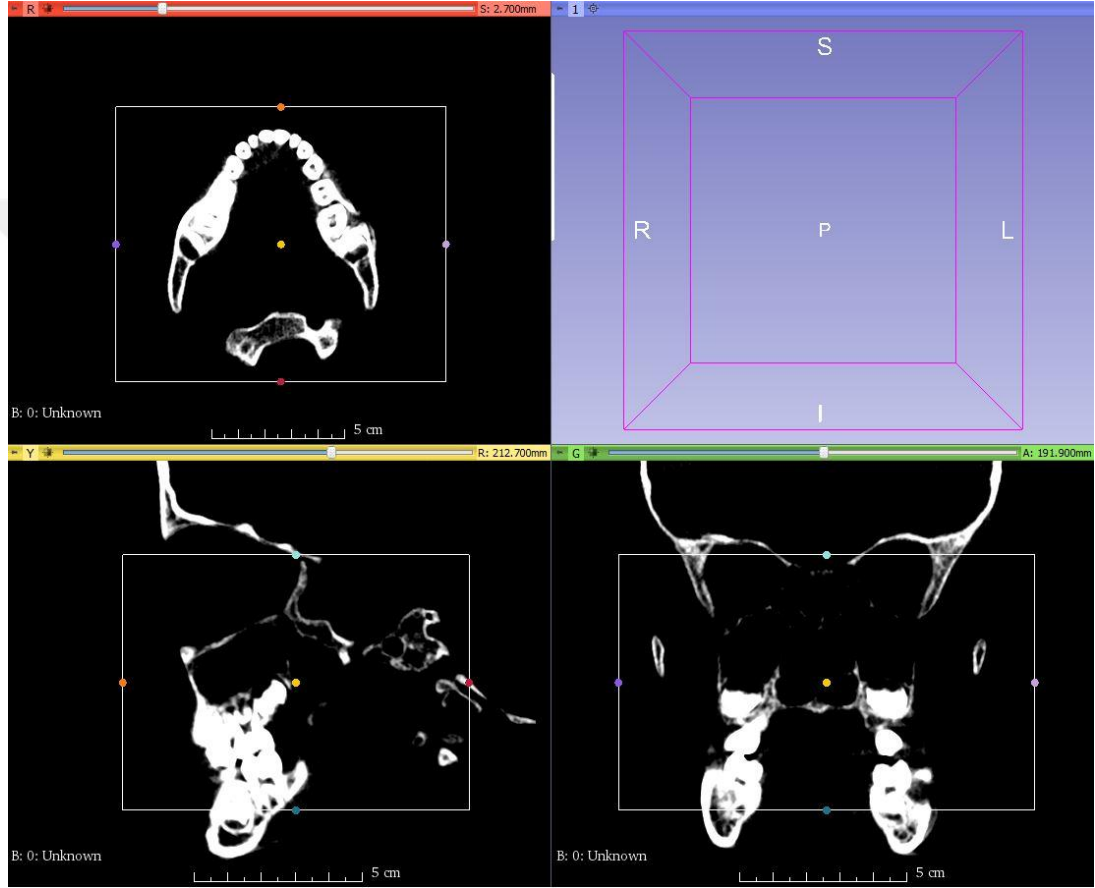 R S: 2.700mm
B: 0: Unknown
5 cm
1
S
R P L
I
Y R: 212.700mm
B: 0: Unknown
5 cm
G A: 191.900mm
B: 0: Unknown
5 cm